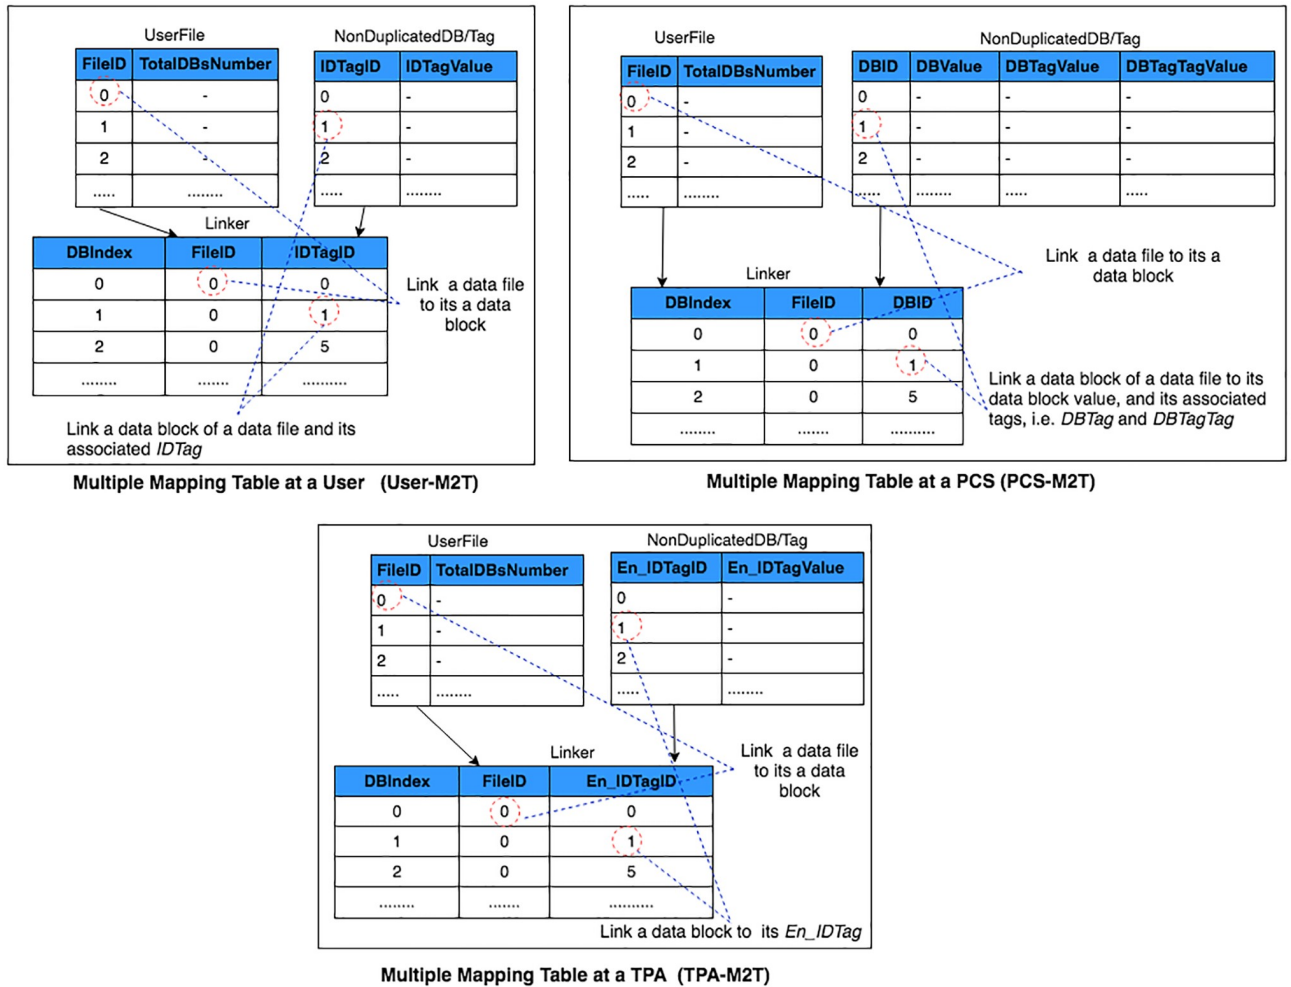 UserFile
FileID TotalDBsNumber
0 -
1 -
2 -
..... ........
NonDuplicatedDB/Tag
IDTagID IDTagValue
0 -
1 -
2 -
..... ........
Linker
DBIndex FileID IDTagID
0 0 0
1 0 1
2 0 5
........ ....... ..........
Link a data file
to its a data
block
Link a data block of a data file and its
associated IDTag
Multiple Mapping Table at a User (User-M2T)
UserFile
FileID TotalDBsNumber
0 -
1 -
2 -
..... ........
NonDuplicatedDB/Tag
DBID DBValue DBTagValue DBTagTagValue
0 - - -
1 - - -
2 - - -
..... ........ ..... .....
Linker
DBIndex FileID DBID
0 0 0
1 0 1
2 0 5
........ ....... ..........
Link a data file to its a
data block
Link a data block of a data file to its
data block value, and its associated
tags, i.e. DBTag and DBTagTag
Multiple Mapping Table at a PCS (PCS-M2T)
UserFile
FileID TotalDBsNumber
0 -
1 -
2 -
..... ........
NonDuplicatedDB/Tag
En_IDTagID En_IDTagValue
0 -
1 -
2 -
..... ........
Linker
DBIndex FileID En_IDTagID
0 0 0
1 0 1
2 0 5
........ ....... ..........
Link a data file
to its a data
block
Link a data block to its En_IDTag
Multiple Mapping Table at a TPA (TPA-M2T)